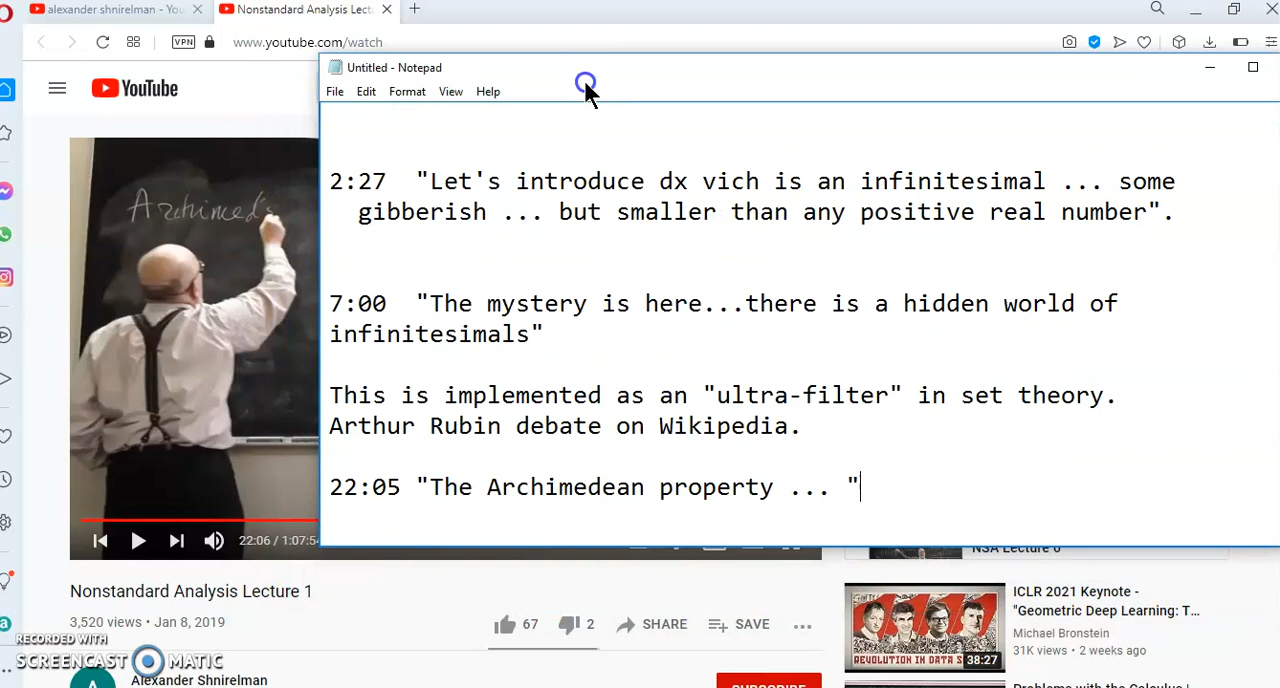 alexander shnirelman - You
Nonstandard Analysis Lect
VPN
www.youtube.com/watch
YouTube
Untitled - Notepad
File Edit Format View Help
Archimedis
2:27 "Let's introduce dx vich is an infinitesimal ... some
gibberish ... but smaller than any positive real number".
7:00 "The mystery is here...there is a hidden world of
infinitesimals"
This is implemented as an "ultra-filter" in set theory.
Arthur Rubin debate on Wikipedia.
22:05 "The Archimedean property ... "
22:06 / 1:07:54
NSA Lecture 6
Nonstandard Analysis Lecture 1
3,520 views • Jan 8, 2019
67
2
SHARE
SAVE
ICLR 2021 Keynote -
"Geometric Deep Learning: T...
Michael Bronstein
31K views • 2 weeks ago
REVOLUTION IN DATA S
38:27
RECORDED WITH
SCREENCAST MATIC
A
Alexander Shnirelman
SUBSCRIBE
Problems with the Calculus |